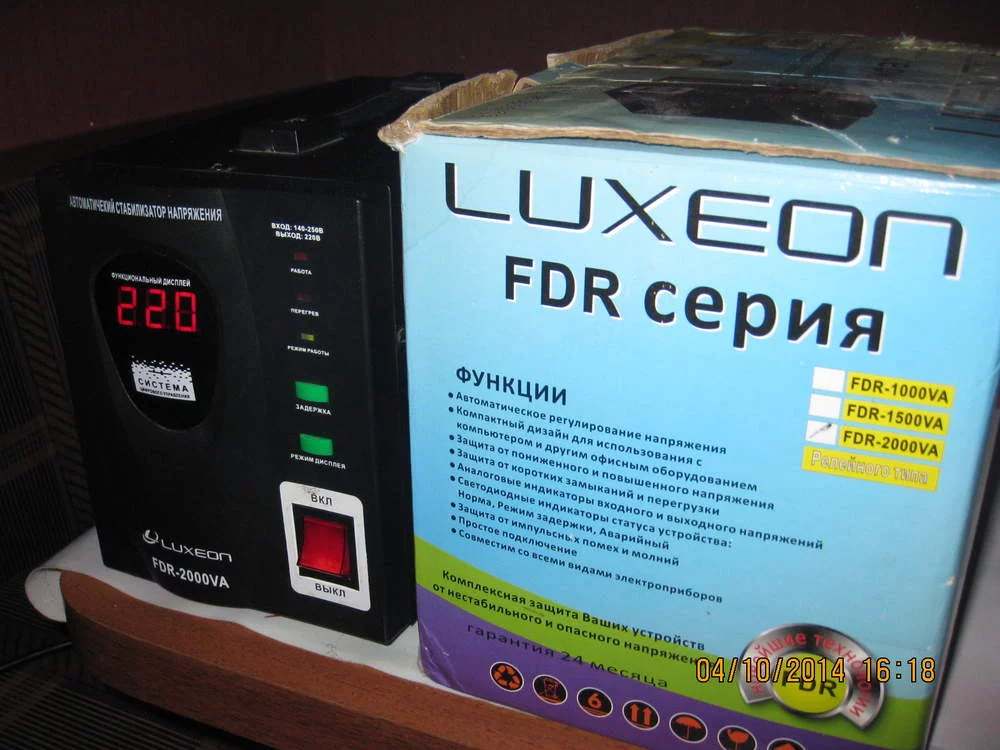 АВТОМАТИЧЕКИЙ СТАБИЛИЗАТОР НАПРЯЖЕНИЯ
ВХОД: 140-250В
ВЫХОД: 220В
РАБОТА
ПЕРЕГРЕВ
РЕЖИМ РАБОТЫ
ЗАДЕРЖКА
РЕЖИМ ДИСПЛЕЯ
ФУНКЦИОНАЛЬНЫЙ ДИСПЛЕЙ
220
СИСТЕМА
ЦИФРОВОГО УПРАВЛЕНИЯ
ВКЛ
ВЫКЛ
LUXEON
FDR-2000VA
LUXEON
FDR серия
ФУНКЦИИ
• Автоматическое регулирование напряжения
• Компактный дизайн для использования с
компьютером и другим офисным оборудованием
• Защита от пониженного и повышенного напряжения
• Защита от коротких замыканий и перегрузки
• Аналоговые индикаторы входного и выходного напряжений
• Светодиодные индикаторы статуса устройства:
Норма, Режим задержки, Аварийный
• Защита от импульсных помех и молний
• Простое подключение
• Совместим со всеми видами электроприборов
FDR-1000VA
FDR-1500VA
FDR-2000VA
Релейного типа
Комплексная защита Ваших устройств
от нестабильного и опасного
гарантия 24 месяца
FDR
6
04/10/2014 16:18